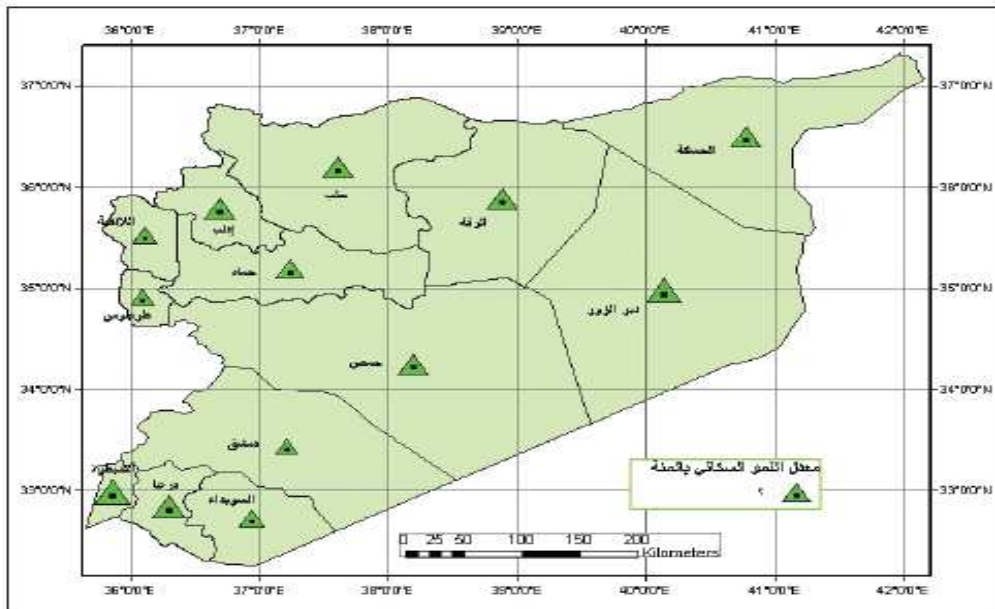 36°0'0"E 37°0'0"E 38°0'0"E 39°0'0"E 40°0'0"E 41°0'0"E 42°0'0"E
37°0'0"N 37°0'0"N
الحسكة
حلب
36°0'0"N 36°0'0"N
الرقة
ادلب
اللاذقية
حماه
35°0'0"N 35°0'0"N
دير الزور
طرطوس
حمص
34°0'0"N 34°0'0"N
دمشق
القنيطرة
درعا
السويداء
معدل النمو السكاني بالمئة
٢
33°0'0"N 33°0'0"N
0 25 50 100 150 200
Kilometers
36°0'0"E 37°0'0"E 38°0'0"E 39°0'0"E 40°0'0"E 41°0'0"E 42°0'0"E